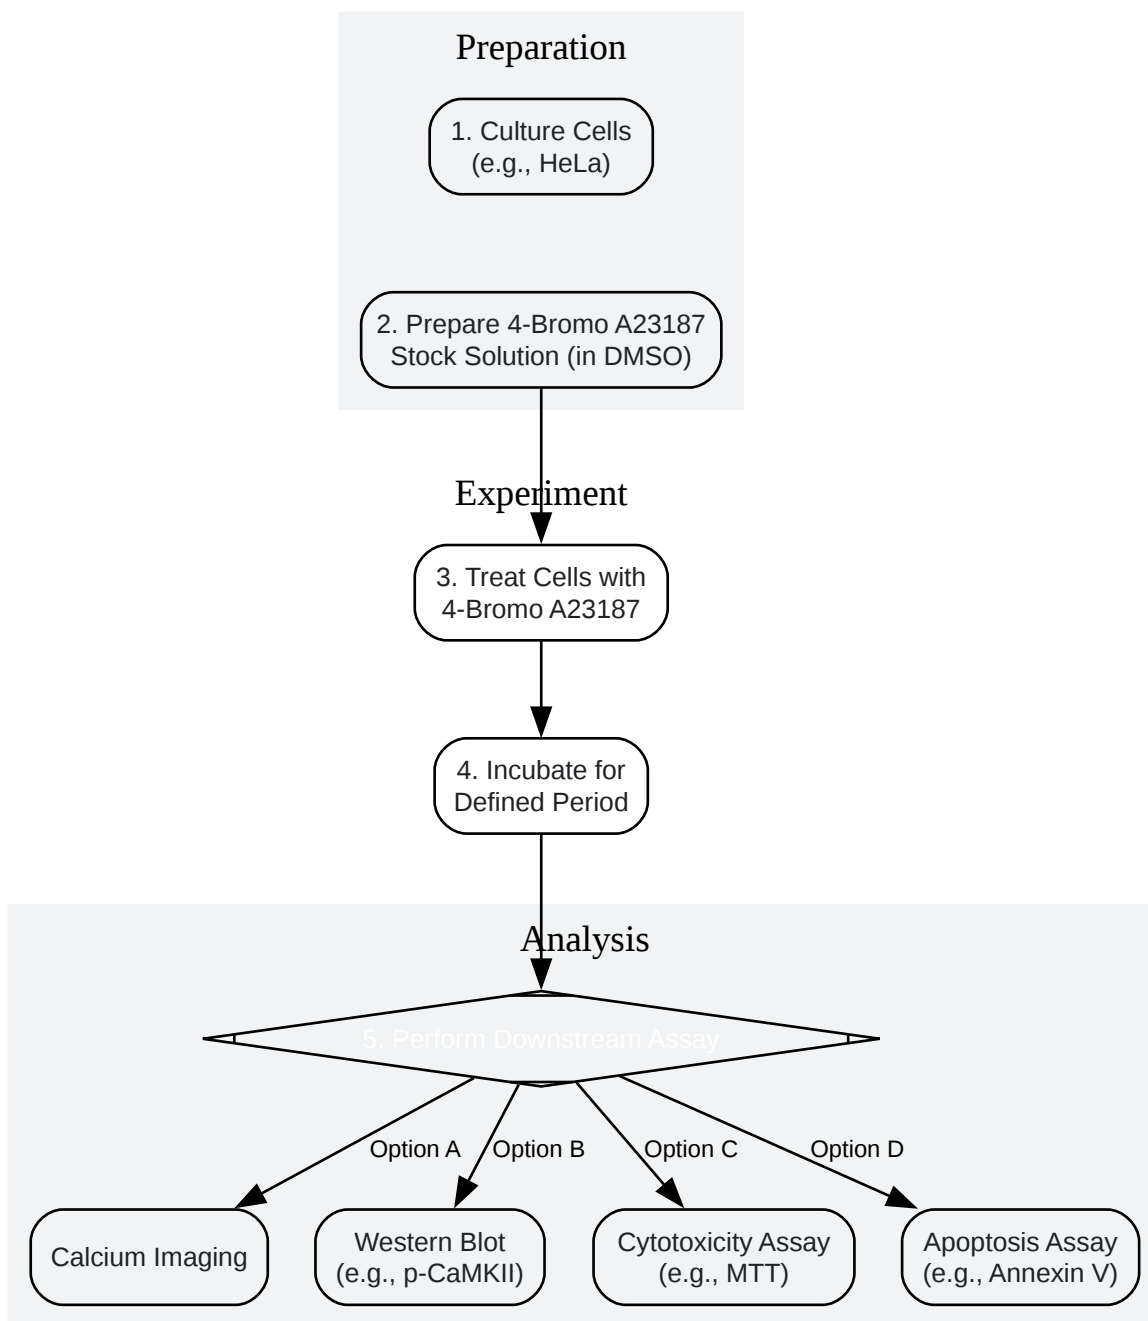 Preparation
1. Culture Cells
(e.g., HeLa)
2. Prepare 4-Bromo A23187
Stock Solution (in DMSO)
Experiment
3. Treat Cells with
4-Bromo A23187
4. Incubate for
Defined Period
Analysis
5. Perform Downstream Assay
Option A
Option B
Option C
Option D
Calcium Imaging
Western Blot
(e.g., p-CaMKII)
Cytotoxicity Assay
(e.g., MTT)
Apoptosis Assay
(e.g., Annexin V)